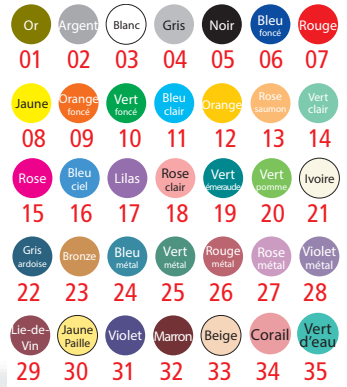 Or Argent Blanc Gris Noir Bleu foncé Rouge
01 02 03 04 05 06 07
Jaune Orange foncé Vert foncé Bleu clair Orange Rose saumon Vert clair
08 09 10 11 12 13 14
Rose Bleu ciel Lilas Rose clair Vert émeraude Vert pomme Ivoire
15 16 17 18 19 20 21
Gris ardoise Bronze Bleu métal Vert métal Rouge métal Rose métal Violet métal
22 23 24 25 26 27 28
Lie-de-Vin Jaune Paille Violet Marron Beige Corail Vert d'eau
29 30 31 32 33 34 35